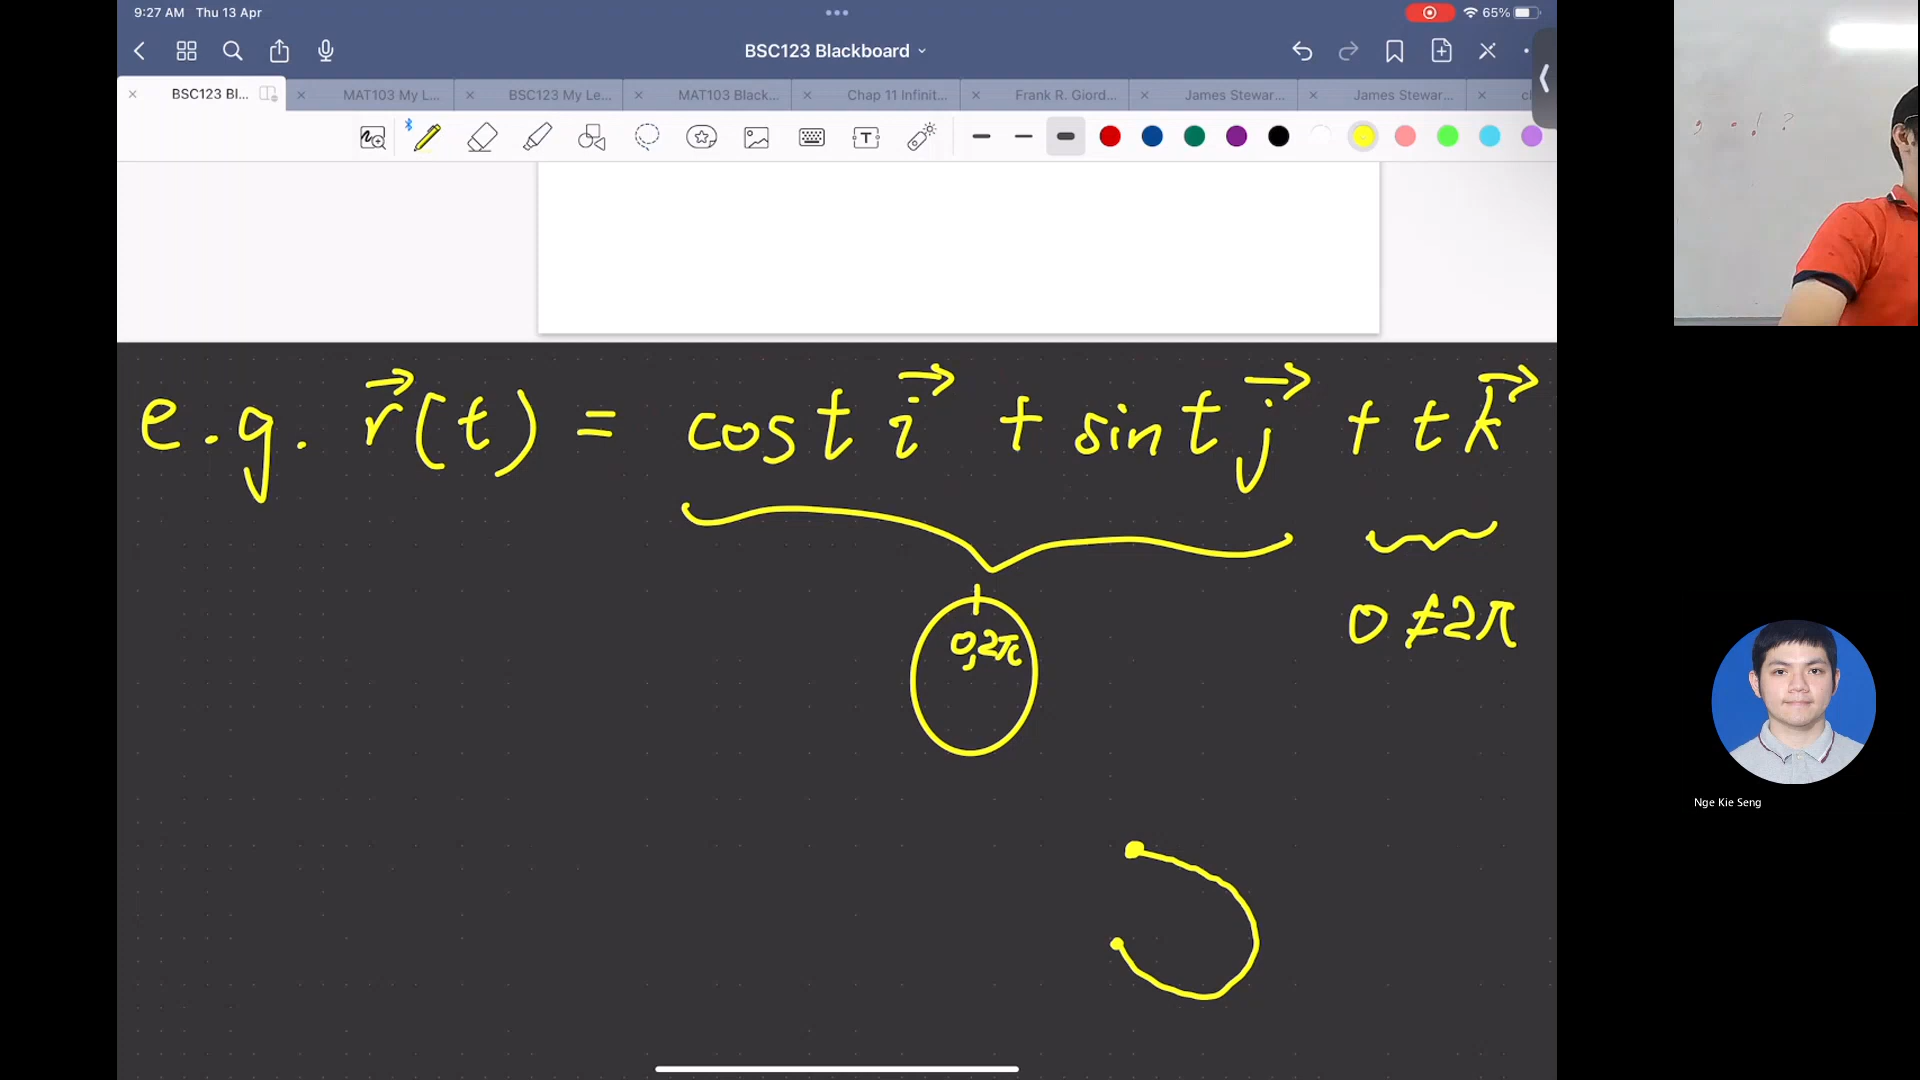 9:27 AM Thu 13 Apr
65%
BSC123 Blackboard
BSC123 Bl...
MAT103 My L...
BSC123 My Le...
MAT103 Black...
Chap 11 Infinit...
Frank R. Giord...
James Stewar...
James Stewar...
T
e.g. r⃗(t) = cos t i⃗ + sin t j⃗ + t k⃗
0, 2π
0 ≠ 2π
Nge Kie Seng